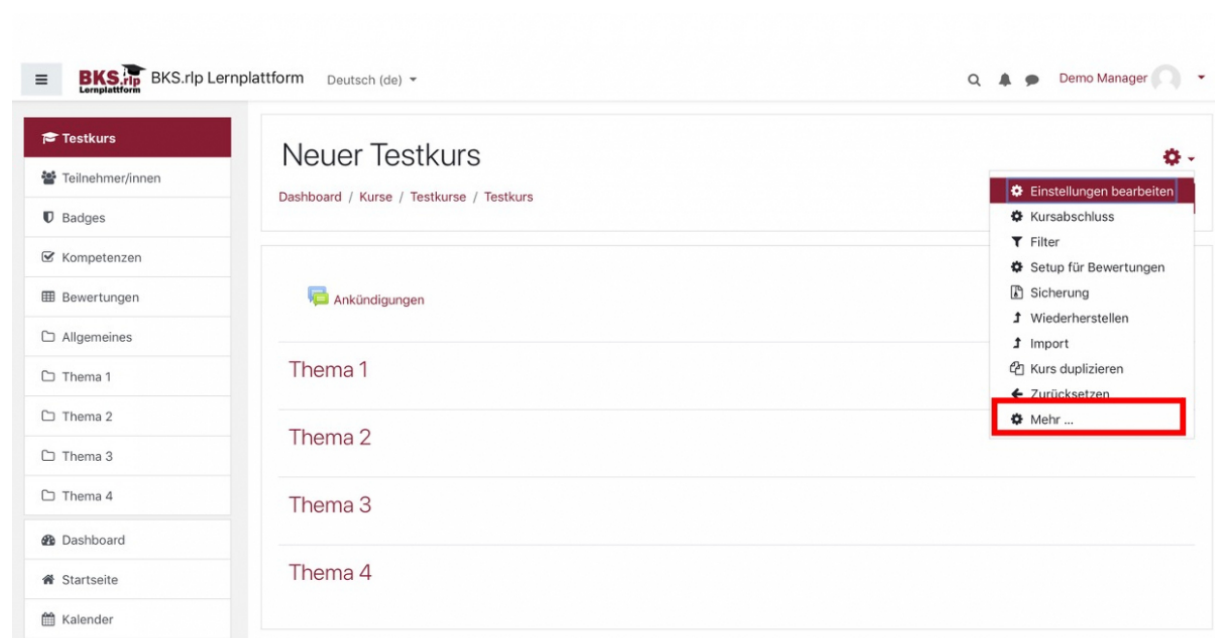 BKS.rlp
Lernplattform
BKS.rlp Lernplattform
Deutsch (de)
Demo Manager
Testkurs
Teilnehmer/innen
Badges
Kompetenzen
Bewertungen
Allgemeines
Thema 1
Thema 2
Thema 3
Thema 4
Dashboard
Startseite
Kalender
Neuer Testkurs
Dashboard / Kurse / Testkurse / Testkurs
Einstellungen bearbeiten
Kursabschluss
Filter
Setup für Bewertungen
Sicherung
Wiederherstellen
Import
Kurs duplizieren
Zurücksetzen
Mehr ...
Ankündigungen
Thema 1
Thema 2
Thema 3
Thema 4